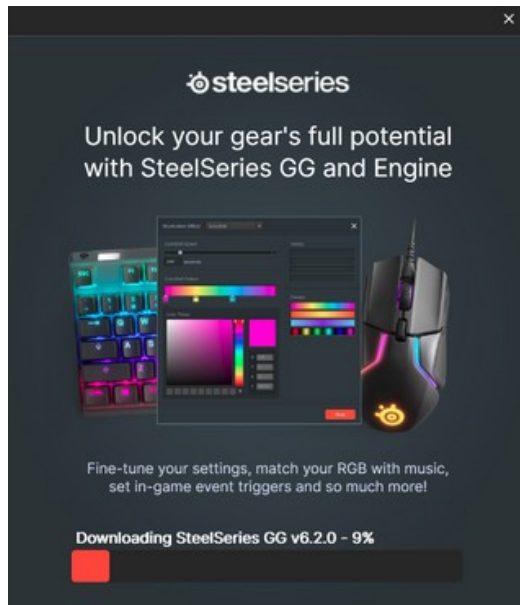 steelseries
Unlock your gear's full potential
with SteelSeries GG and Engine
Fine-tune your settings, match your RGB with music,
set in-game event triggers and so much more!
Downloading SteelSeries GG v6.2.0 - 9%